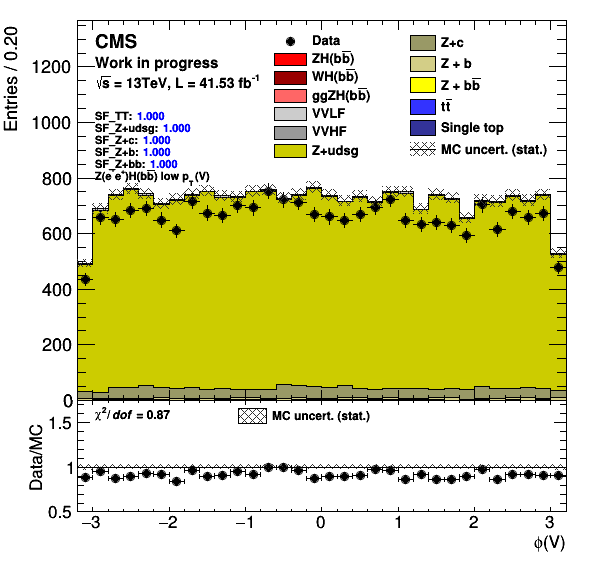 CMS
Work in progress
√s = 13TeV, L = 41.53 fb⁻¹
SF_TT: 1.000
SF_Z+udsg: 1.000
SF_Z+c: 1.000
SF_Z+b: 1.000
SF_Z+bb: 1.000
Z(e⁺e⁻)H(bb̅) low p_T(V)
Data
ZH(bb̅)
WH(bb̅)
ggZH(bb̅)
VVLF
VVHF
Z+udsg
Z+c
Z + b
Z + bb̅
tt̅
Single top
MC uncert. (stat.)
Entries / 0.20
1200
1000
800
600
400
200
0
χ²/dof = 0.87
MC uncert. (stat.)
Data/MC
1.5
1
0.5
−3 −2 −1 0 1 2 3
φ(V)